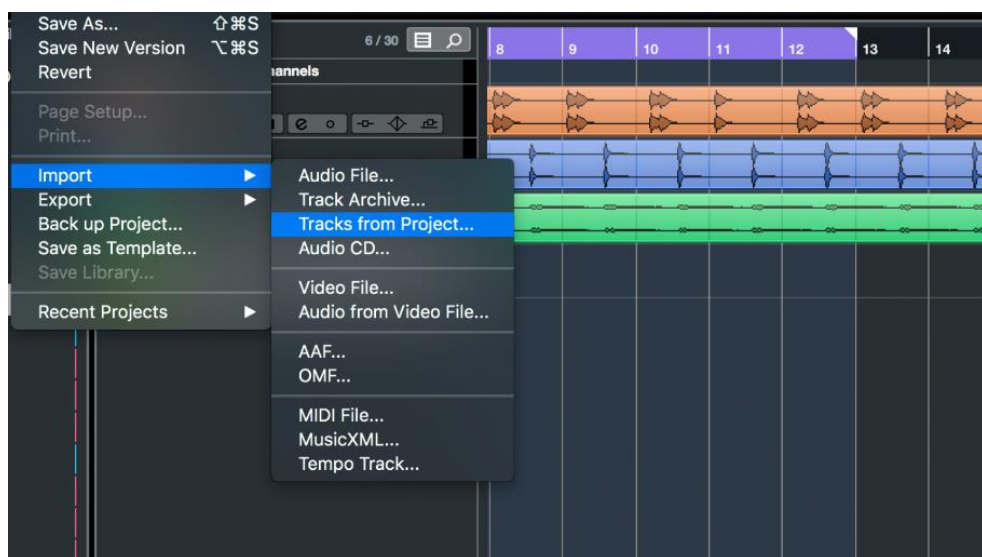 Save As... ⇧⌘S
Save New Version ⌥⌘S
Revert
Page Setup...
Print...
Import
Export
Back up Project...
Save as Template...
Save Library...
Recent Projects
Audio File...
Track Archive...
Tracks from Project...
Audio CD...
Video File...
Audio from Video File...
AAF...
OMF...
MIDI File...
MusicXML...
Tempo Track...
6 / 30
annels
e
8 9 10 11 12 13 14